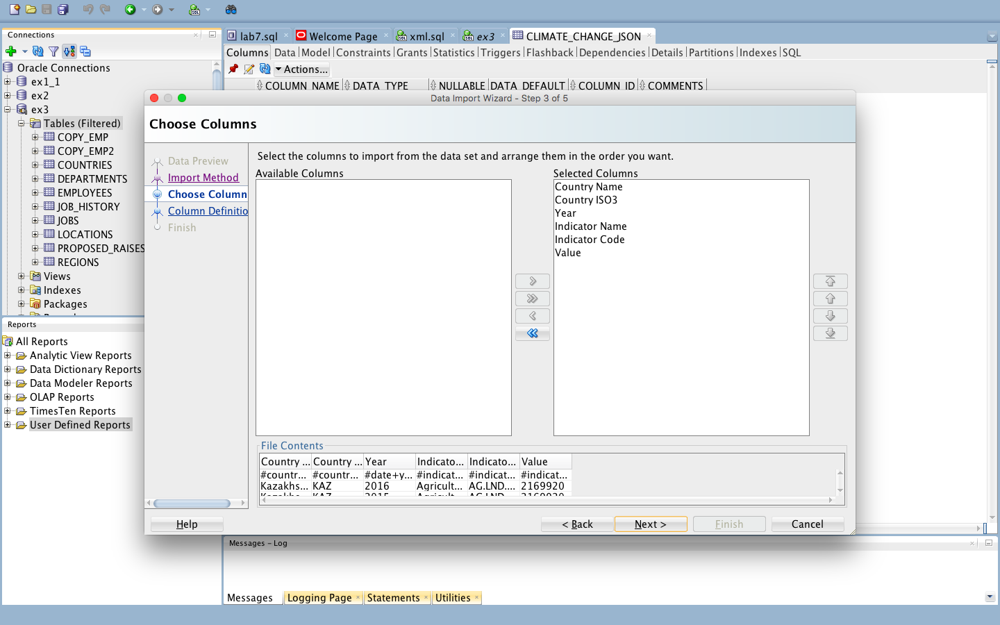 Connections
lab7.sql
Welcome Page
xml.sql
ex3
CLIMATE_CHANGE_JSON
Columns Data Model Constraints Grants Statistics Triggers Flashback Dependencies Details Partitions Indexes SQL
Actions...
COLUMN_NAME DATA_TYPE NULLABLE DATA_DEFAULT COLUMN_ID COMMENTS
Oracle Connections
ex1_1
ex2
ex3
Tables (Filtered)
COPY_EMP
COPY_EMP2
COUNTRIES
DEPARTMENTS
EMPLOYEES
JOB_HISTORY
JOBS
LOCATIONS
PROPOSED_RAISES
REGIONS
Views
Indexes
Packages
Reports
All Reports
Analytic View Reports
Data Dictionary Reports
Data Modeler Reports
OLAP Reports
TimesTen Reports
User Defined Reports
Data Import Wizard - Step 3 of 5
Choose Columns
Data Preview
Import Method
Choose Column
Column Definitio
Finish
Select the columns to import from the data set and arrange them in the order you want.
Available Columns
Selected Columns
Country Name
Country ISO3
Year
Indicator Name
Indicator Code
Value
File Contents
Country ... Country ... Year Indicato... Indicato... Value
#countr... #countr... #date+y... #indicat... #indicat... #indicat...
Kazakhs... KAZ 2016 Agricult... AG.LND.... 2169920
Help
< Back
Next >
Finish
Cancel
Messages - Log
Messages
Logging Page
Statements
Utilities